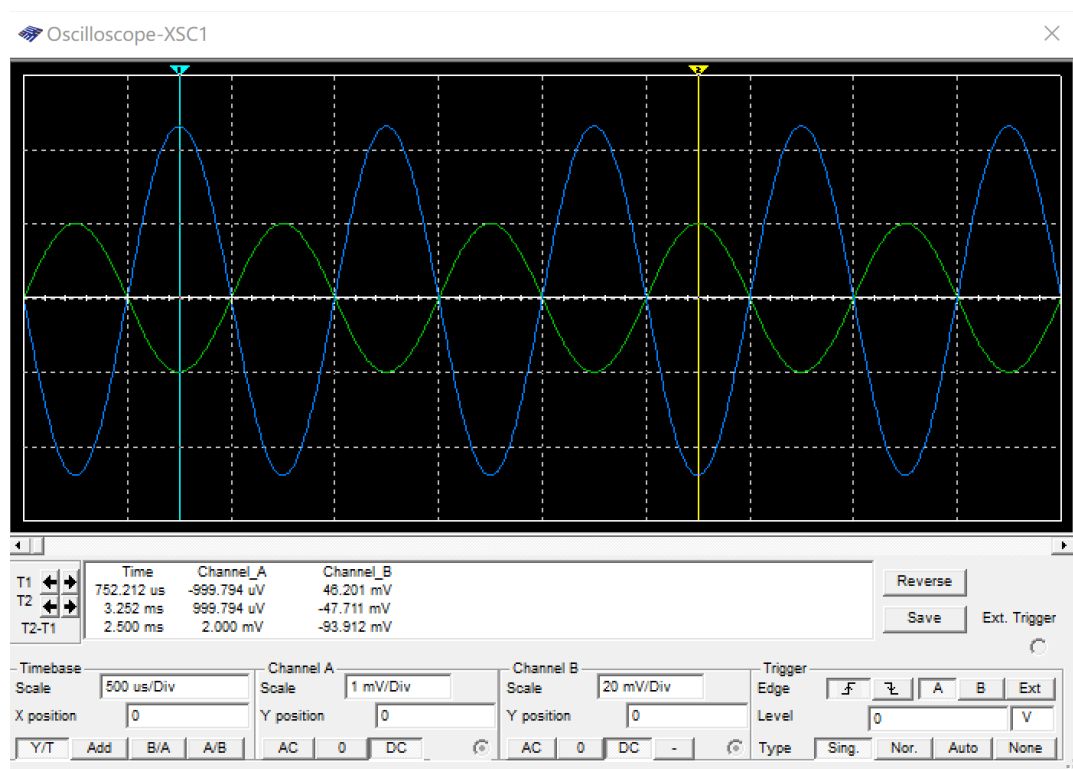 Oscilloscope-XSC1
1 2
Time Channel_A Channel_B
T1 752.212 us -999.794 uV 46.201 mV
T2 3.252 ms 999.794 uV -47.711 mV
T2-T1 2.500 ms 2.000 mV -93.912 mV
Reverse
Save Ext. Trigger
Timebase Channel A Channel B Trigger
Scale 500 us/Div Scale 1 mV/Div Scale 20 mV/Div Edge A B Ext
X position 0 Y position 0 Y position 0 Level 0 V
Y/T Add B/A A/B AC 0 DC AC 0 DC - Type Sing. Nor. Auto None